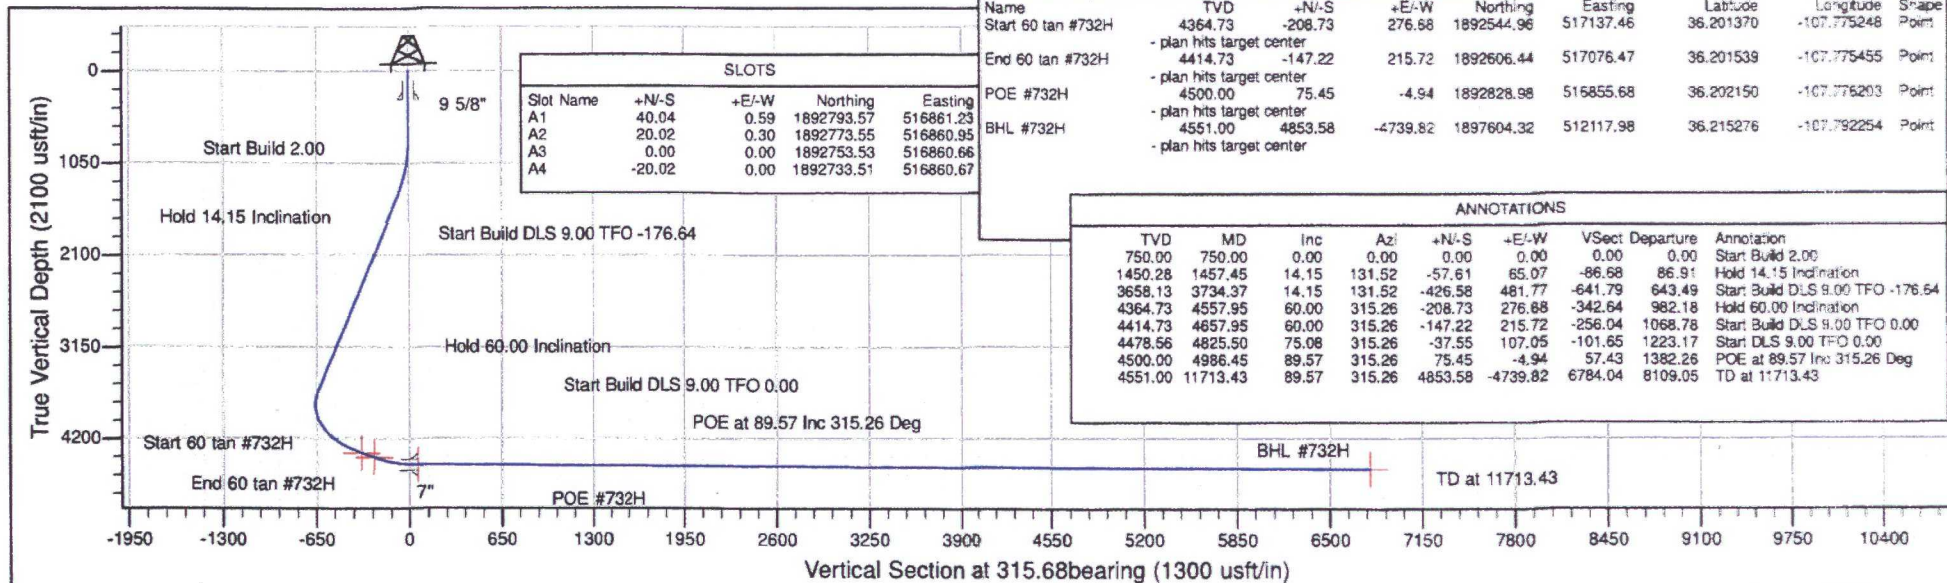 Name TVD +N/-S +E/-W Northing Easting Latitude Longitude Shape
Start 60 tan #732H 4364.73 -208.73 276.68 1892544.96 517137.46 36.201370 -107.775248 Point
- plan hits target center
End 60 tan #732H 4414.73 -147.22 215.72 1892606.44 517076.47 36.201539 -107.775455 Point
- plan hits target center
POE #732H 4500.00 75.45 -4.94 1892828.98 516855.68 36.202150 -107.776203 Point
- plan hits target center
BHL #732H 4551.00 4853.58 -4739.82 1897604.32 512117.98 36.215276 -107.792254 Point
- plan hits target center
SLOTS
Slot Name +N/-S +E/-W Northing Easting
A1 40.04 0.59 1892793.57 516861.23
A2 20.02 0.30 1892773.55 516860.95
A3 0.00 0.00 1892753.53 516860.66
A4 -20.02 0.00 1892733.51 516860.67
ANNOTATIONS
TVD MD Inc Azi +N/-S +E/-W VSect Departure Annotation
750.00 750.00 0.00 0.00 0.00 0.00 0.00 0.00 Start Build 2.00
1450.28 1457.45 14.15 131.52 -57.61 65.07 -86.68 86.91 Hold 14.15 Inclination
3658.13 3734.37 14.15 131.52 -426.58 481.77 -641.79 643.49 Start Build DLS 9.00 TFO -176.64
4364.73 4557.95 60.00 315.26 -208.73 276.68 -342.64 982.18 Hold 60.00 Inclination
4414.73 4657.95 60.00 315.26 -147.22 215.72 -256.04 1068.78 Start Build DLS 9.00 TFO 0.00
4478.56 4825.50 75.08 315.26 -37.55 107.05 -101.65 1223.17 Start DLS 9.00 TFO 0.00
4500.00 4986.45 89.57 315.26 75.45 -4.94 57.43 1382.26 POE at 89.57 Inc 315.26 Deg
4551.00 11713.43 89.57 315.26 4853.58 -4739.82 6784.04 8109.05 TD at 11713.43
True Vertical Depth (2100 usft/in)
0
1050
2100
3150
4200
9 5/8"
Start Build 2.00
Hold 14.15 Inclination
Start Build DLS 9.00 TFO -176.64
Hold 60.00 Inclination
Start Build DLS 9.00 TFO 0.00
POE at 89.57 Inc 315.26 Deg
Start 60 tan #732H
BHL #732H
End 60 tan #732H
7"
TD at 11713.43
POE #732H
-1950 -1300 -650 0 650 1300 1950 2600 3250 3900 4550 5200 5850 6500 7150 7800 8450 9100 9750 10400
Vertical Section at 315.68bearing (1300 usft/in)